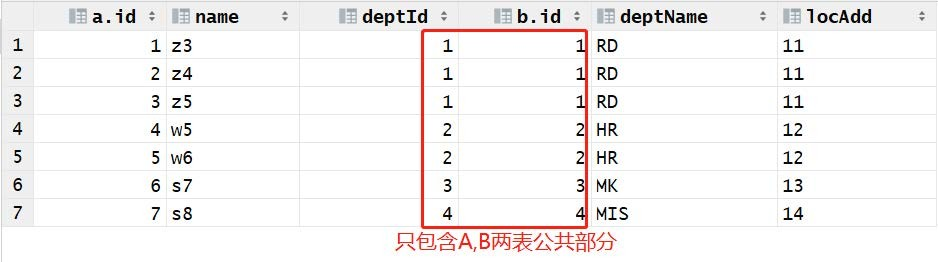 a.id name deptId b.id deptName locAdd
1 1 z3 1 1 RD 11
2 2 z4 1 1 RD 11
3 3 z5 1 1 RD 11
4 4 w5 2 2 HR 12
5 5 w6 2 2 HR 12
6 6 s7 3 3 MK 13
7 7 s8 4 4 MIS 14
只包含A,B两表公共部分